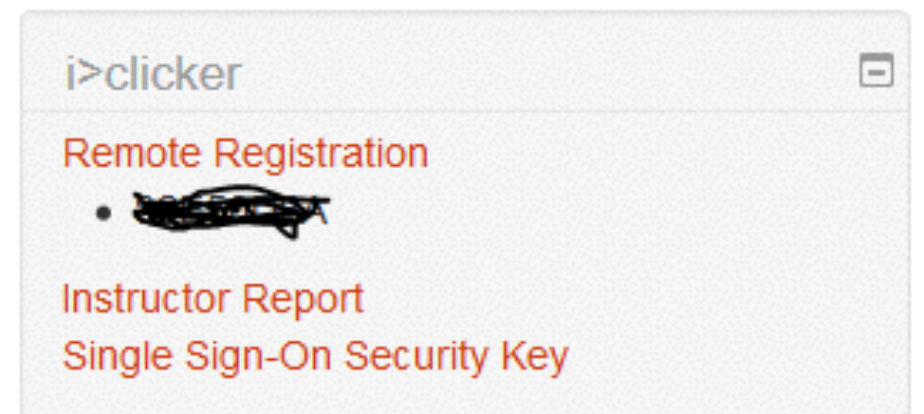 i>clicker
Remote Registration
Instructor Report
Single Sign-On Security Key